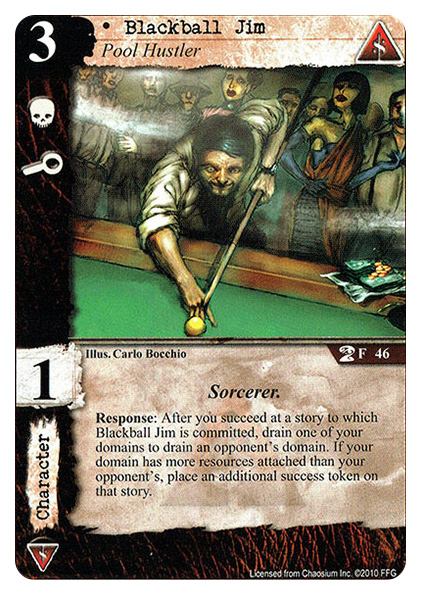 3
• Blackball Jim
Pool Hustler
Illus. Carlo Bocchio
F 46
1
Sorcerer.
Response: After you succeed at a story to which
Blackball Jim is committed, drain one of your
domains to drain an opponent's domain. If your
domain has more resources attached than your
opponent's, place an additional success token on
that story.
Character
Licensed from Chaosium Inc. ©2010 FFG